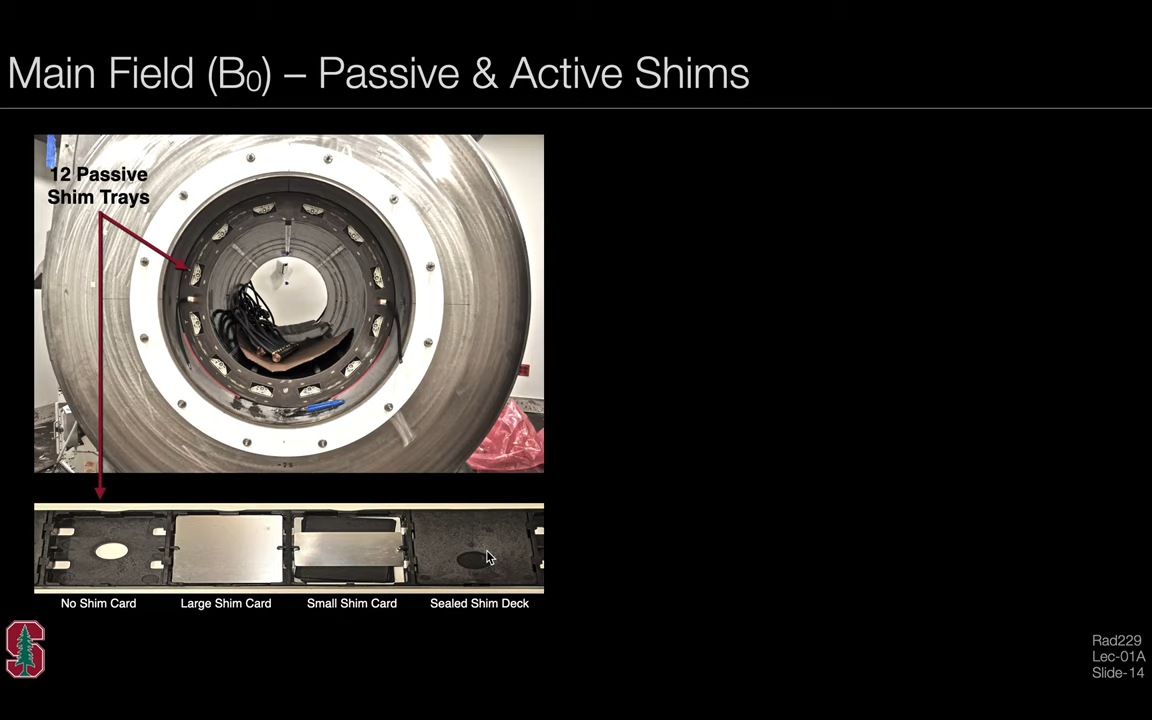 Main Field (B₀) – Passive & Active Shims
12 Passive
Shim Trays
No Shim Card
Large Shim Card
Small Shim Card
Sealed Shim Deck
Rad229
Lec-01A
Slide-14